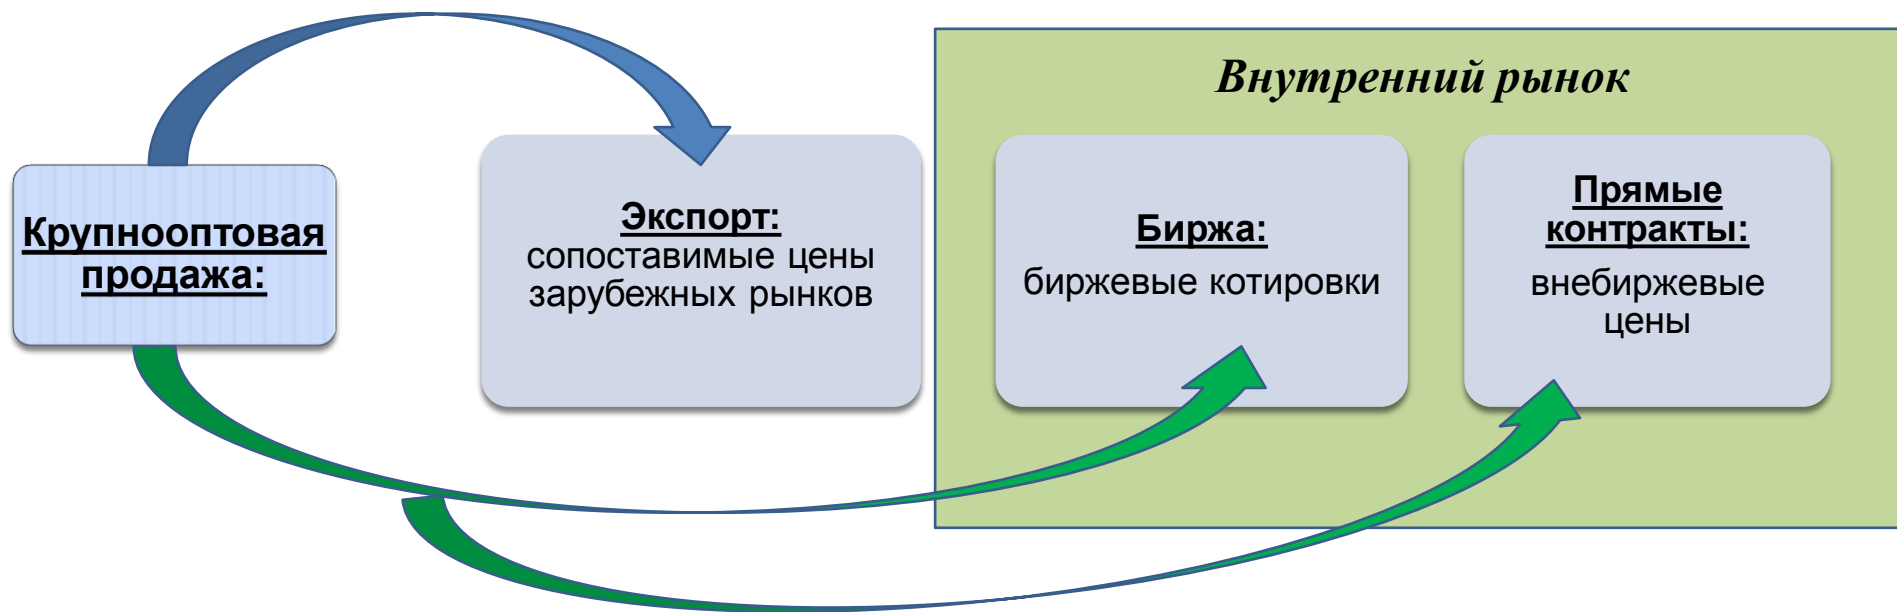 Внутренний рынок
Крупнооптовая
продажа:
Экспорт:
сопоставимые цены
зарубежных рынков
Биржа:
биржевые котировки
Прямые
контракты:
внебиржевые
цены